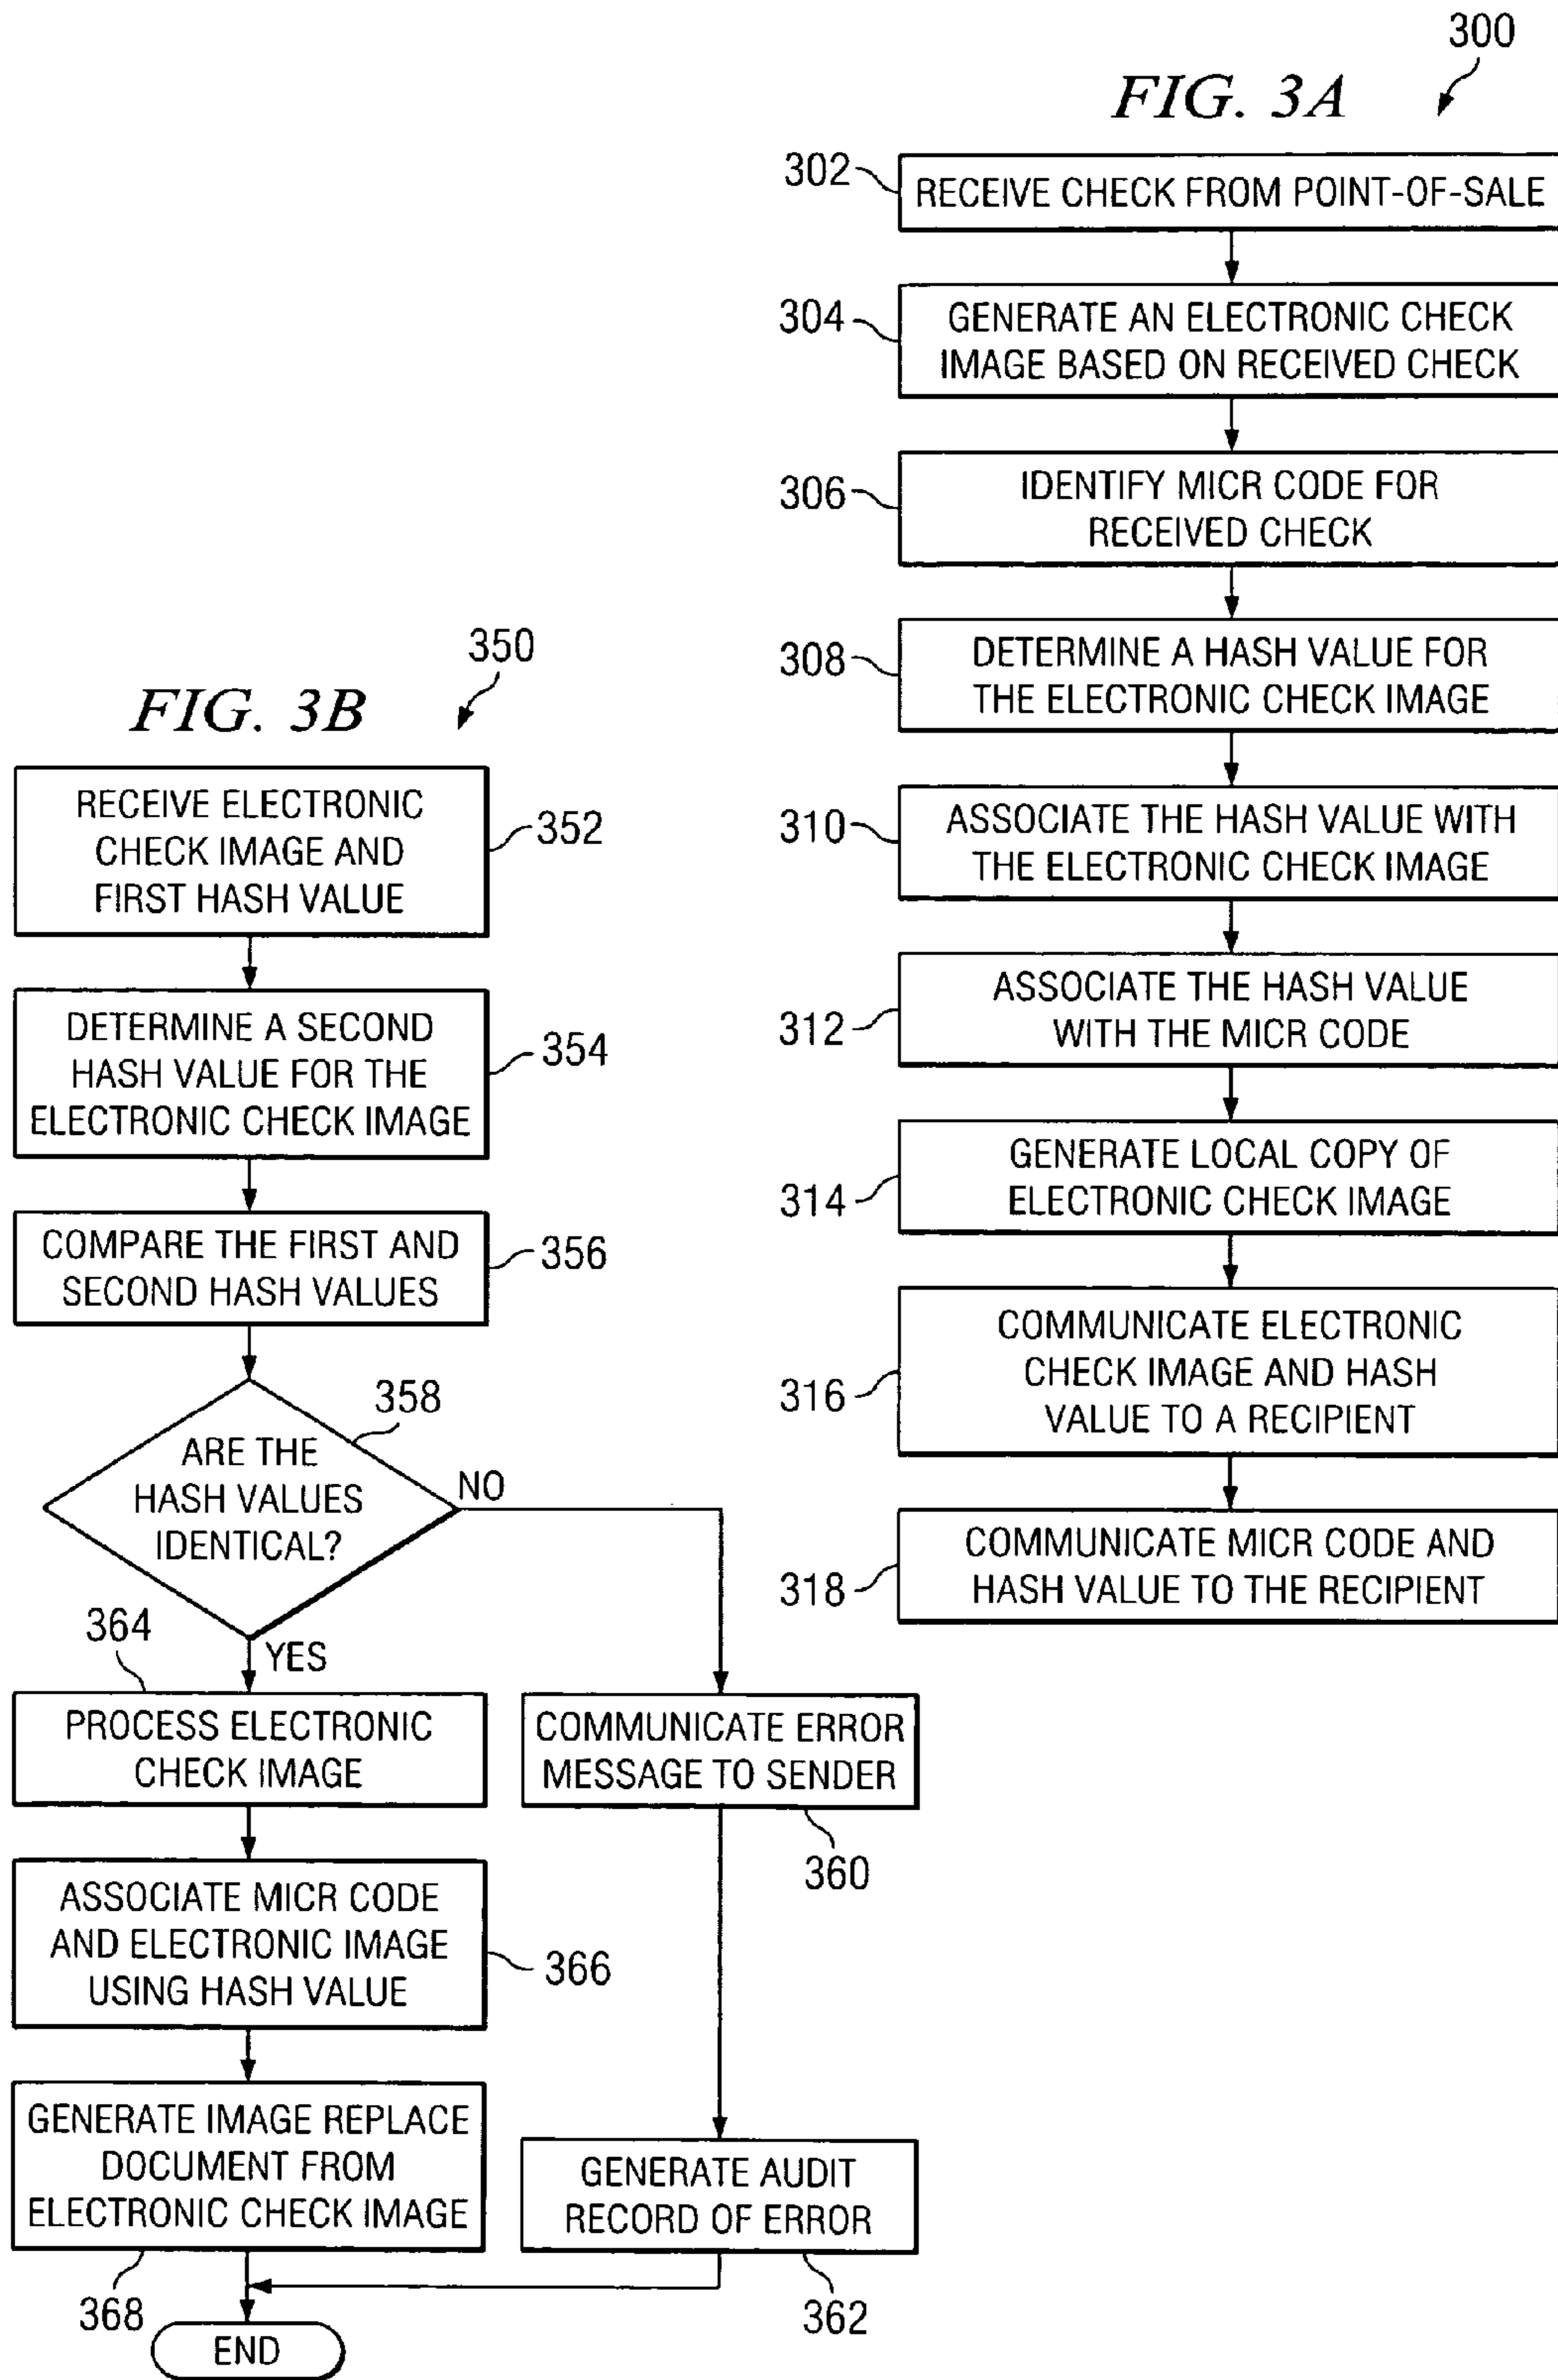 300
FIG. 3A
302
RECEIVE CHECK FROM POINT-OF-SALE
304
GENERATE AN ELECTRONIC CHECK
IMAGE BASED ON RECEIVED CHECK
306
IDENTIFY MICR CODE FOR
RECEIVED CHECK
308
DETERMINE A HASH VALUE FOR
THE ELECTRONIC CHECK IMAGE
310
ASSOCIATE THE HASH VALUE WITH
THE ELECTRONIC CHECK IMAGE
312
ASSOCIATE THE HASH VALUE
WITH THE MICR CODE
314
GENERATE LOCAL COPY OF
ELECTRONIC CHECK IMAGE
316
COMMUNICATE ELECTRONIC
CHECK IMAGE AND HASH
VALUE TO A RECIPIENT
318
COMMUNICATE MICR CODE AND
HASH VALUE TO THE RECIPIENT
350
FIG. 3B
RECEIVE ELECTRONIC
CHECK IMAGE AND
FIRST HASH VALUE
352
DETERMINE A SECOND
HASH VALUE FOR THE
ELECTRONIC CHECK IMAGE
354
COMPARE THE FIRST AND
SECOND HASH VALUES
356
358
ARE THE
HASH VALUES
IDENTICAL?
NO
YES
364
PROCESS ELECTRONIC
CHECK IMAGE
COMMUNICATE ERROR
MESSAGE TO SENDER
360
ASSOCIATE MICR CODE
AND ELECTRONIC IMAGE
USING HASH VALUE
366
GENERATE IMAGE REPLACE
DOCUMENT FROM
ELECTRONIC CHECK IMAGE
368
GENERATE AUDIT
RECORD OF ERROR
362
END